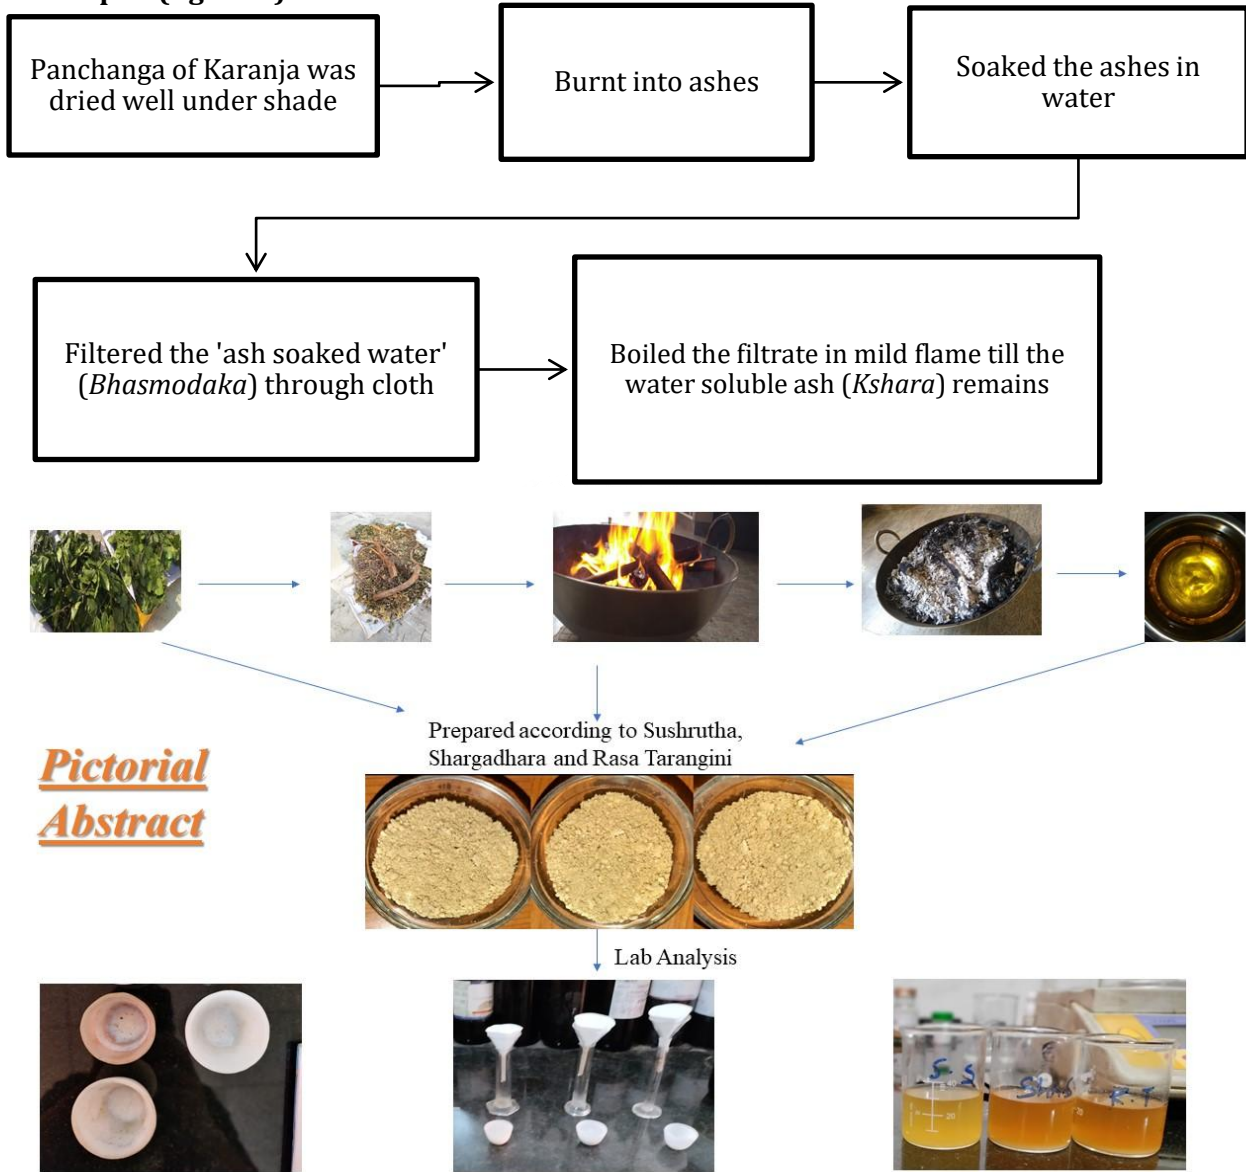 Panchanga of Karanja was
dried well under shade
Burnt into ashes
Soaked the ashes in
water
Filtered the 'ash soaked water'
(Bhasmodaka) through cloth
Boiled the filtrate in mild flame till the
water soluble ash (Kshara) remains
Prepared according to Sushrutha,
Shargadhara and Rasa Tarangini
Pictorial
Abstract
Lab Analysis
S.S
R.T
20
20